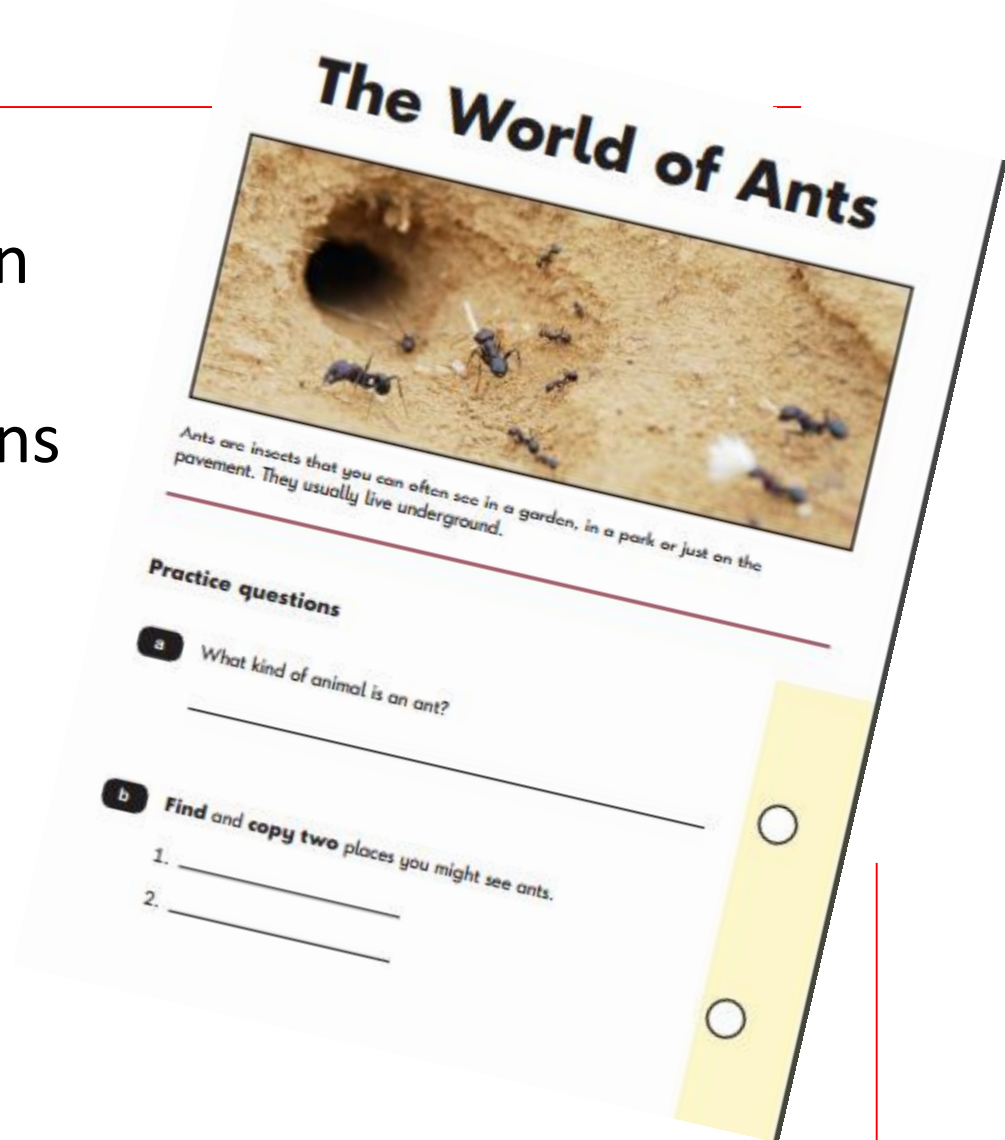 The World of Ants
n
ns
Ants are insects that you can often see in a garden, in a park or just on the
pavement. They usually live underground.
Practice questions
a What kind of animal is an ant?
b Find and copy two places you might see ants.
1.
2.